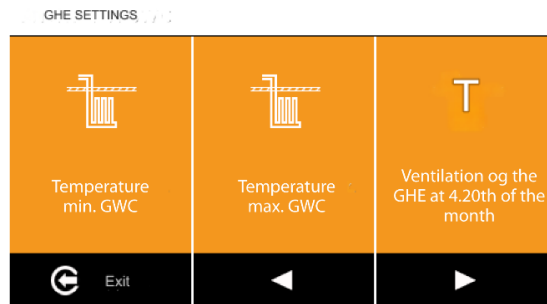 GHE SETTINGS
T
Temperature
min. GWC
Temperature
max. GWC
Ventilation og the
GHE at 4.20th of the
month
Exit